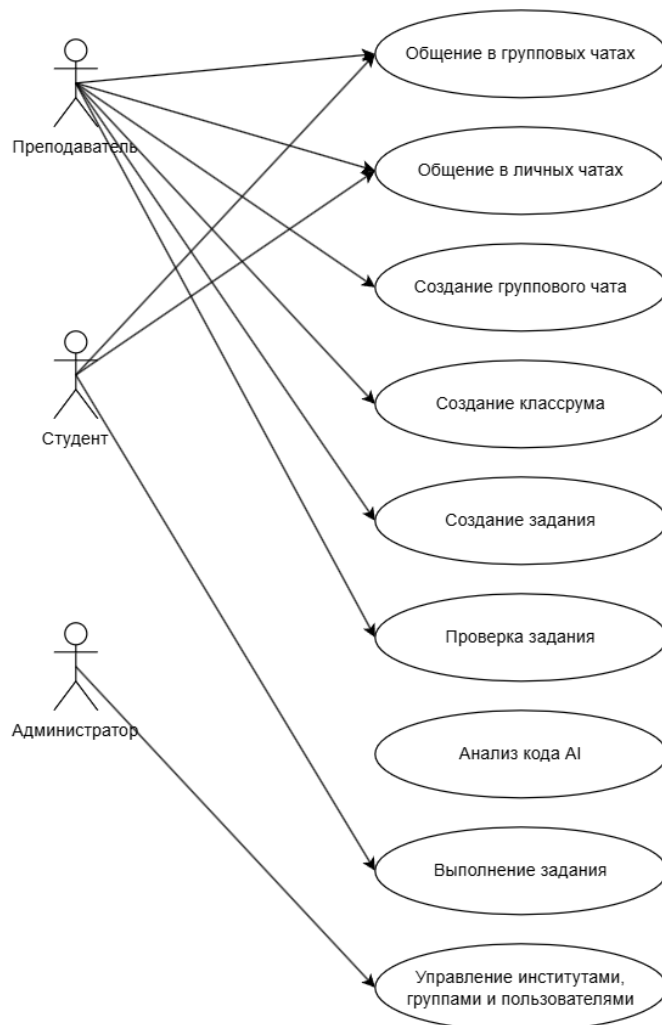 Общение в групповых чатах
Преподаватель
Общение в личных чатах
Создание группового чата
Создание классрума
Студент
Создание задания
Проверка задания
Администратор
Анализ кода AI
Выполнение задания
Управление институтами,
группами и пользователями